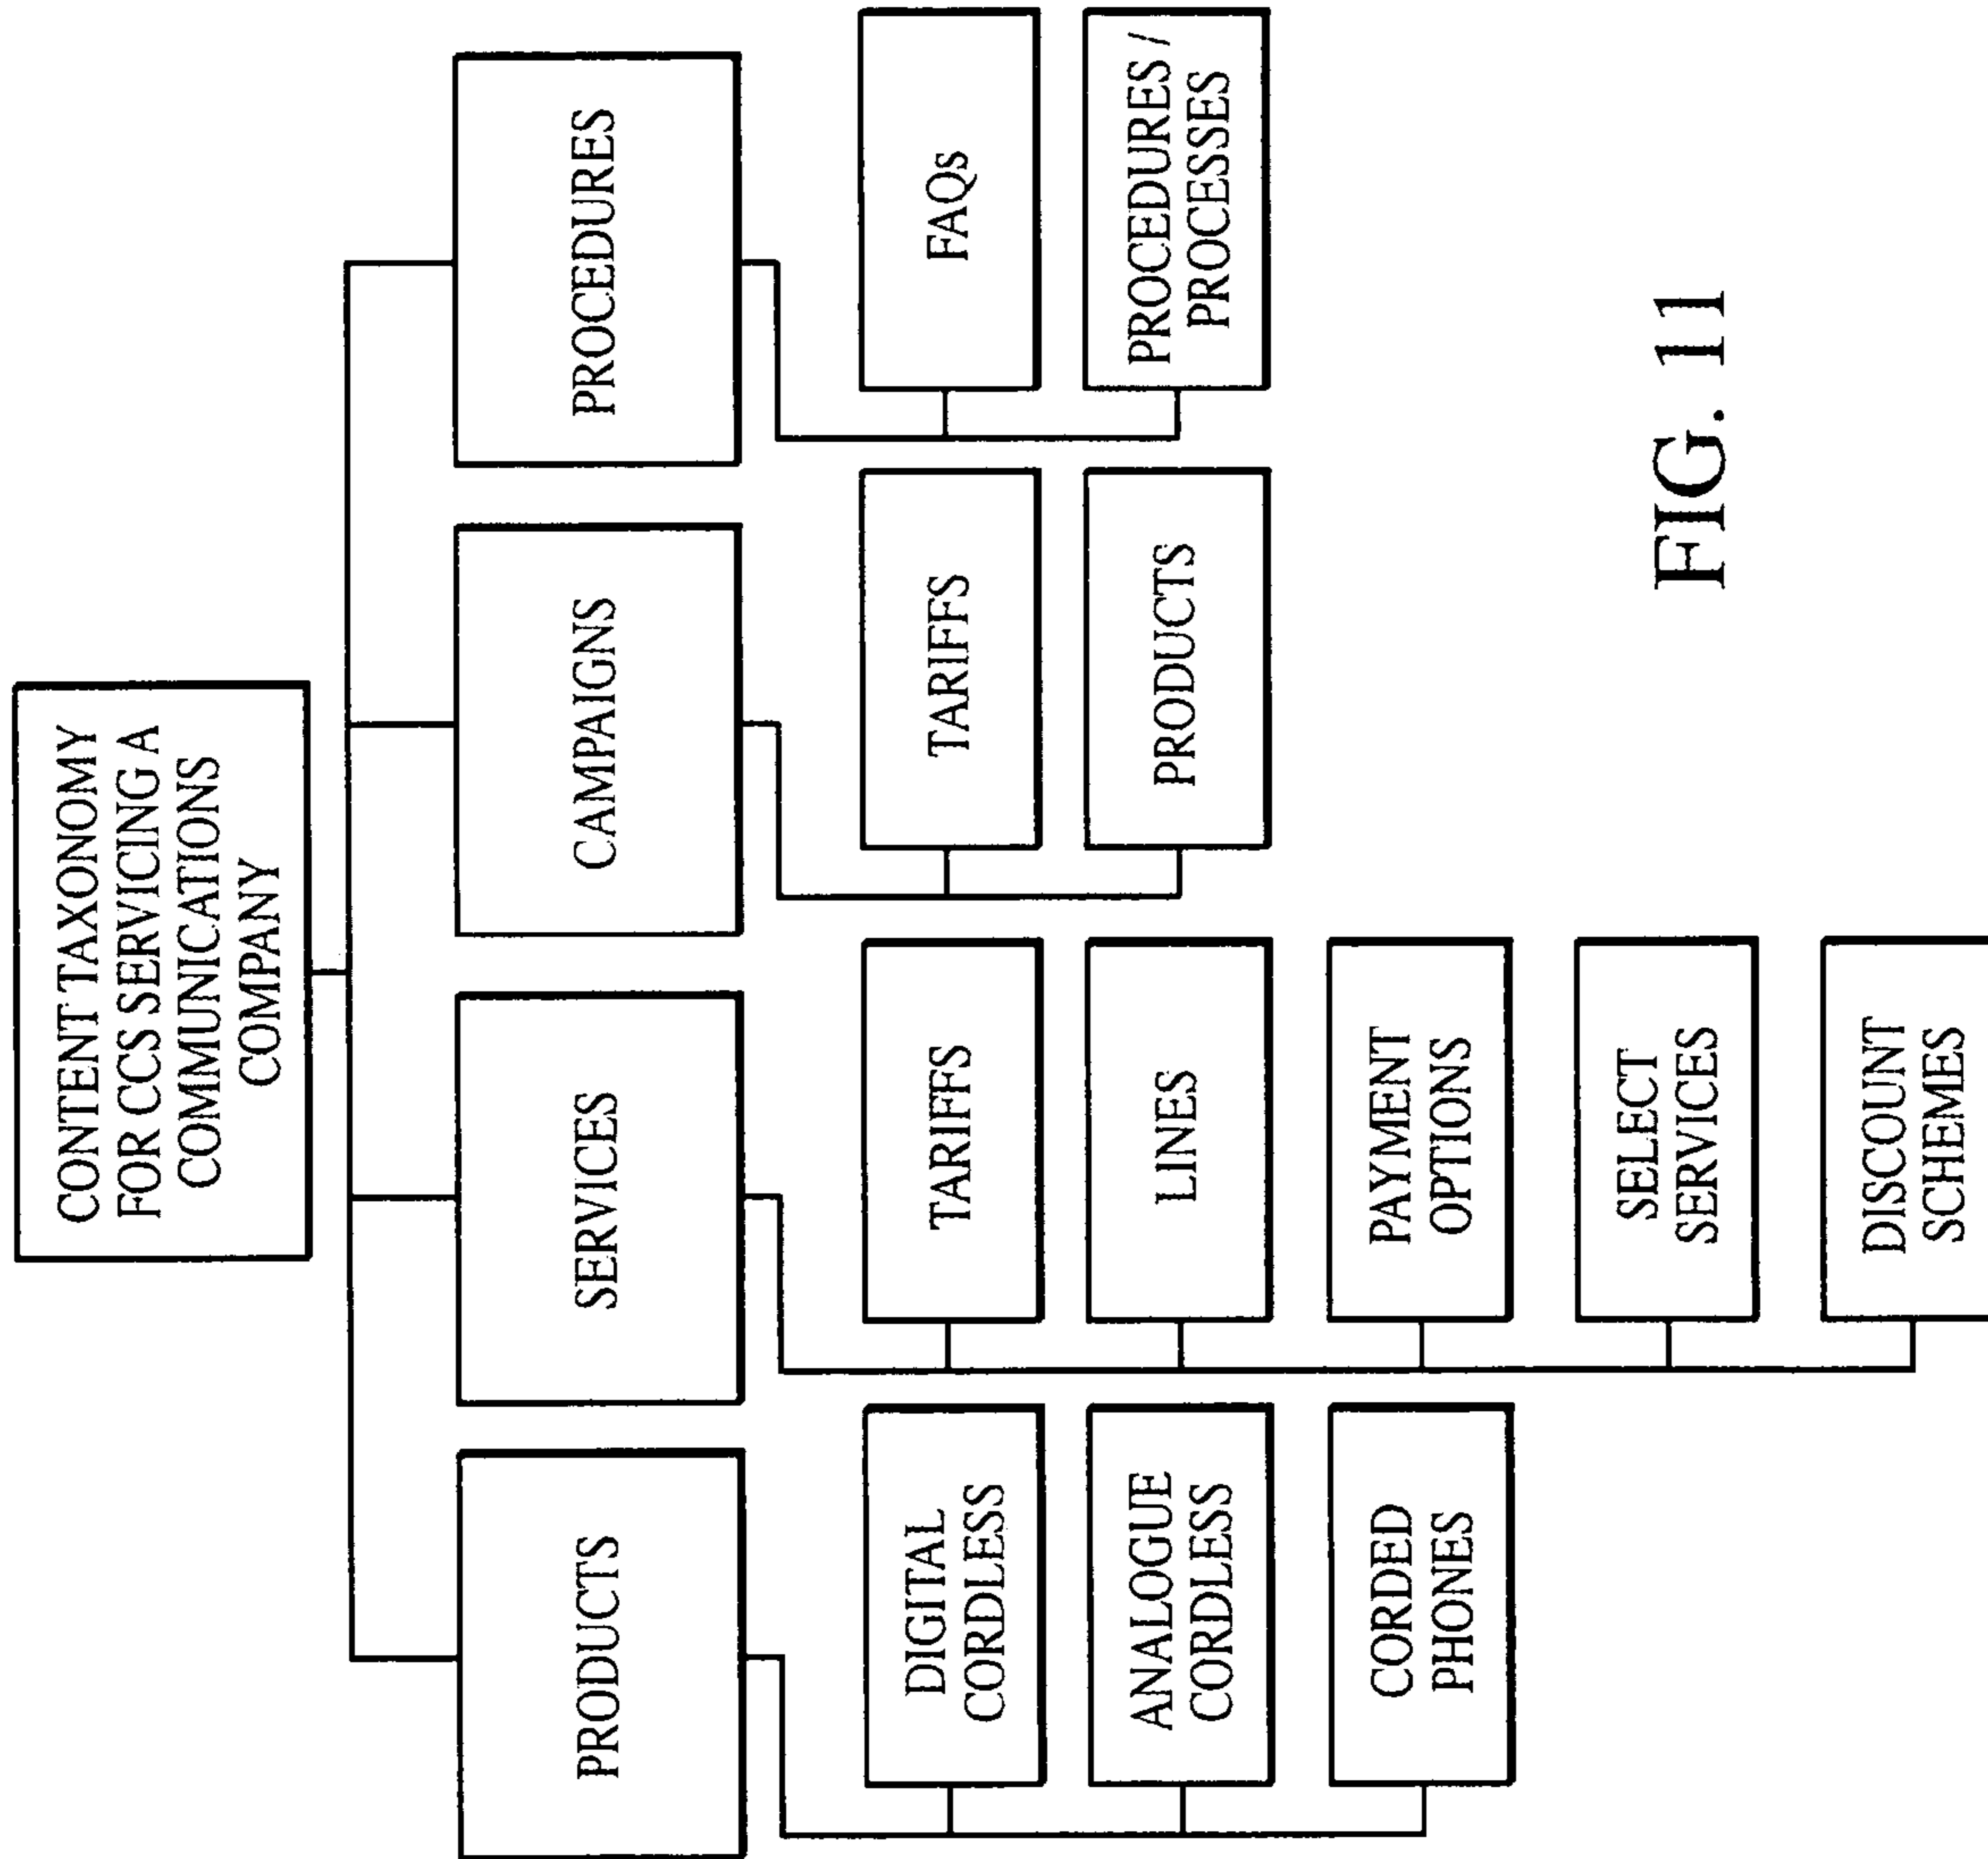 CONTENT TAXONOMY
FOR CCS SERVICING A
COMMUNICATIONS
COMPANY
PRODUCTS
SERVICES
CAMPAIGNS
PROCEDURES
DIGITAL
CORDLESS
ANALOGUE
CORDLESS
CORDED
PHONES
TARIFFS
LINES
PAYMENT
OPTIONS
SELECT
SERVICES
DISCOUNT
SCHEMES
TARIFFS
PRODUCTS
FAQs
PROCEDURES /
PROCESSES
FIG. 11